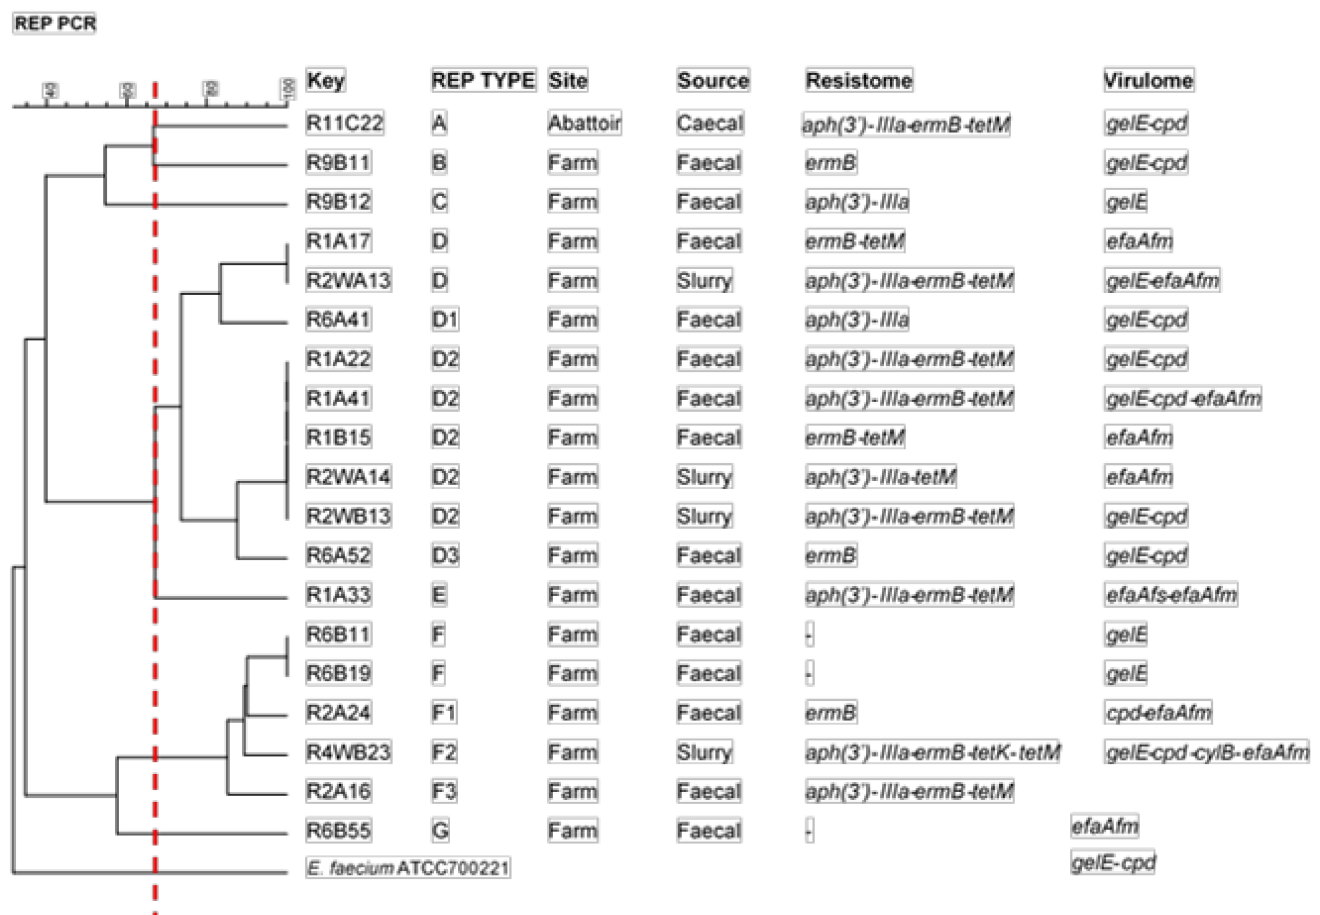 REP PCR
40 60 80 100
Key REP TYPE Site Source Resistome Virulome
R11C22 A Abattoir Caecal aph(3')-IIIa-ermB-tetM gelE-cpd
R9B11 B Farm Faecal ermB gelE-cpd
R9B12 C Farm Faecal aph(3')-IIIa gelE
R1A17 D Farm Faecal ermB-tetM efaAfm
R2WA13 D Farm Slurry aph(3')-IIIa-ermB-tetM gelE-efaAfm
R6A41 D1 Farm Faecal aph(3')-IIIa gelE-cpd
R1A22 D2 Farm Faecal aph(3')-IIIa-ermB-tetM gelE-cpd
R1A41 D2 Farm Faecal aph(3')-IIIa-ermB-tetM gelE-cpd-efaAfm
R1B15 D2 Farm Faecal ermB-tetM efaAfm
R2WA14 D2 Farm Slurry aph(3')-IIIa-tetM efaAfm
R2WB13 D2 Farm Slurry aph(3')-IIIa-ermB-tetM gelE-cpd
R6A52 D3 Farm Faecal ermB gelE-cpd
R1A33 E Farm Faecal aph(3')-IIIa-ermB-tetM efaAfs-efaAfm
R6B11 F Farm Faecal - gelE
R6B19 F Farm Faecal - gelE
R2A24 F1 Farm Faecal ermB cpd-efaAfm
R4WB23 F2 Farm Slurry aph(3')-IIIa-ermB-tetK-tetM gelE-cpd-cylB-efaAfm
R2A16 F3 Farm Faecal aph(3')-IIIa-ermB-tetM
R6B55 G Farm Faecal - efaAfm
E. faecium ATCC700221 gelE-cpd